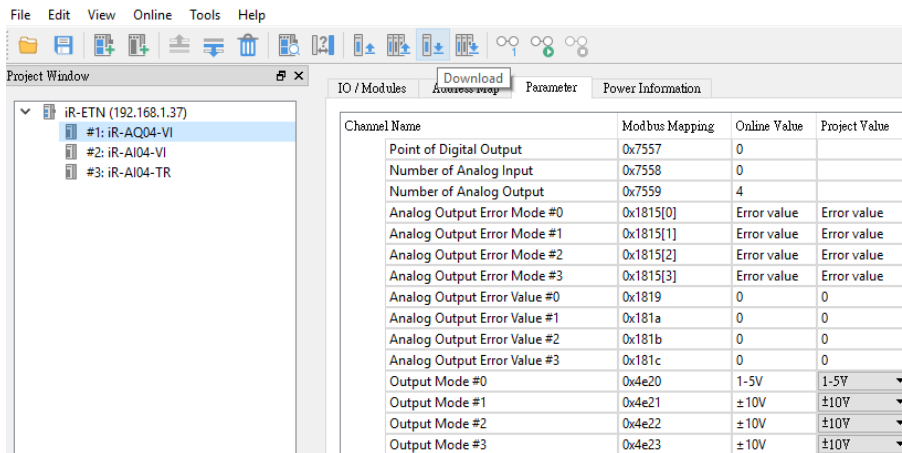 File Edit View Online Tools Help
Download
Project Window
IO / Modules Address Map Parameter Power Information
iR-ETN (192.168.1.37)
#1: iR-AQ04-VI
#2: iR-AI04-VI
#3: iR-AI04-TR
Channel Name Modbus Mapping Online Value Project Value
Point of Digital Output 0x7557 0
Number of Analog Input 0x7558 0
Number of Analog Output 0x7559 4
Analog Output Error Mode #0 0x1815[0] Error value Error value
Analog Output Error Mode #1 0x1815[1] Error value Error value
Analog Output Error Mode #2 0x1815[2] Error value Error value
Analog Output Error Mode #3 0x1815[3] Error value Error value
Analog Output Error Value #0 0x1819 0 0
Analog Output Error Value #1 0x181a 0 0
Analog Output Error Value #2 0x181b 0 0
Analog Output Error Value #3 0x181c 0 0
Output Mode #0 0x4e20 1-5V 1-5V
Output Mode #1 0x4e21 ±10V ±10V
Output Mode #2 0x4e22 ±10V ±10V
Output Mode #3 0x4e23 ±10V ±10V